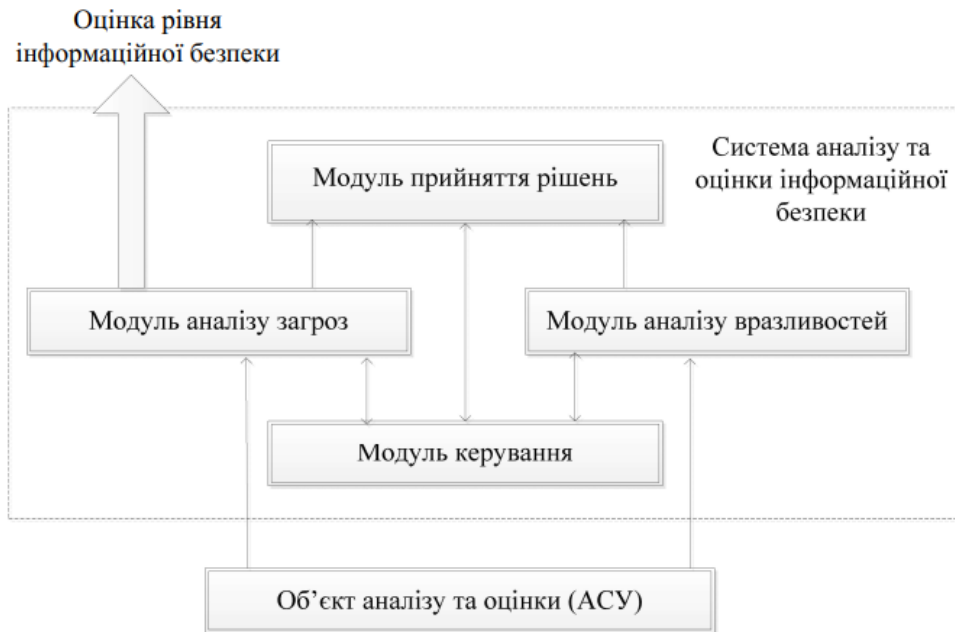 Оцінка рівня
інформаційної безпеки
Система аналізу та
оцінки інформаційної
безпеки
Модуль прийняття рішень
Модуль аналізу загроз
Модуль аналізу вразливостей
Модуль керування
Об’єкт аналізу та оцінки (АСУ)